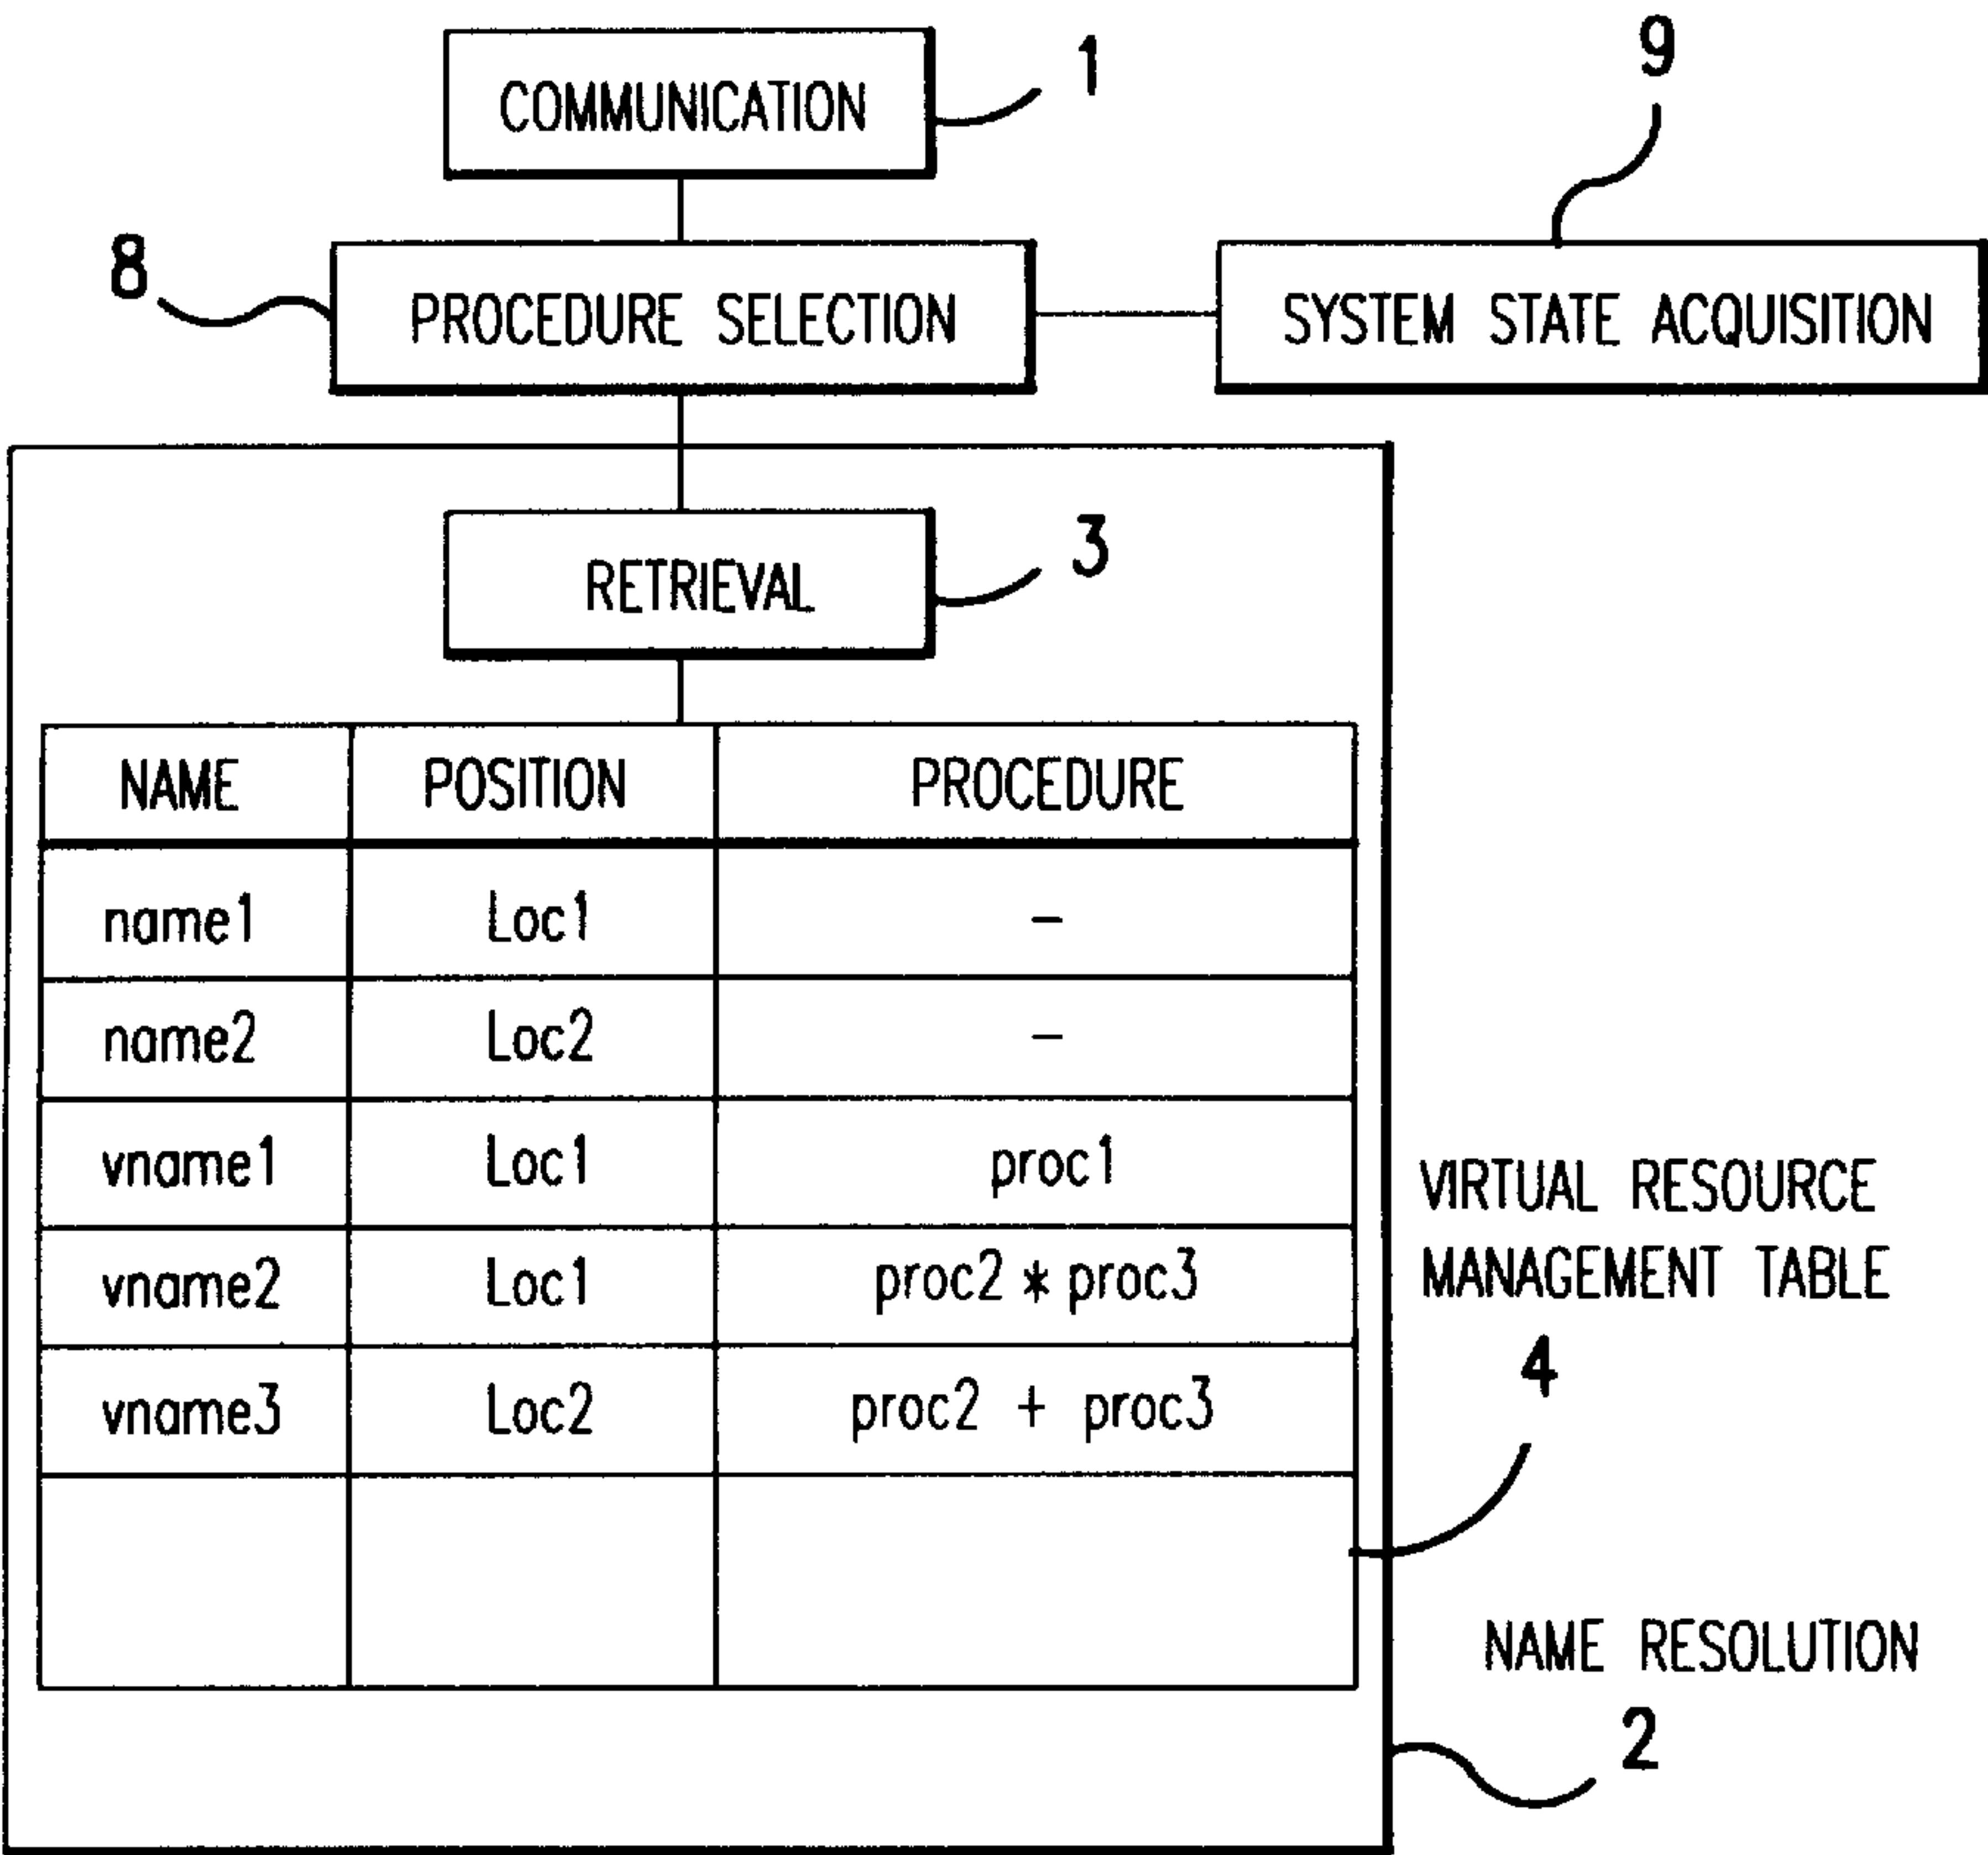 COMMUNICATION
1
9
8
PROCEDURE SELECTION
SYSTEM STATE ACQUISITION
RETRIEVAL
3
NAME POSITION PROCEDURE
name1 Loc1 -
name2 Loc2 -
vname1 Loc1 proc1
vname2 Loc1 proc2 * proc3
vname3 Loc2 proc2 + proc3
VIRTUAL RESOURCE
MANAGEMENT TABLE
4
NAME RESOLUTION
2